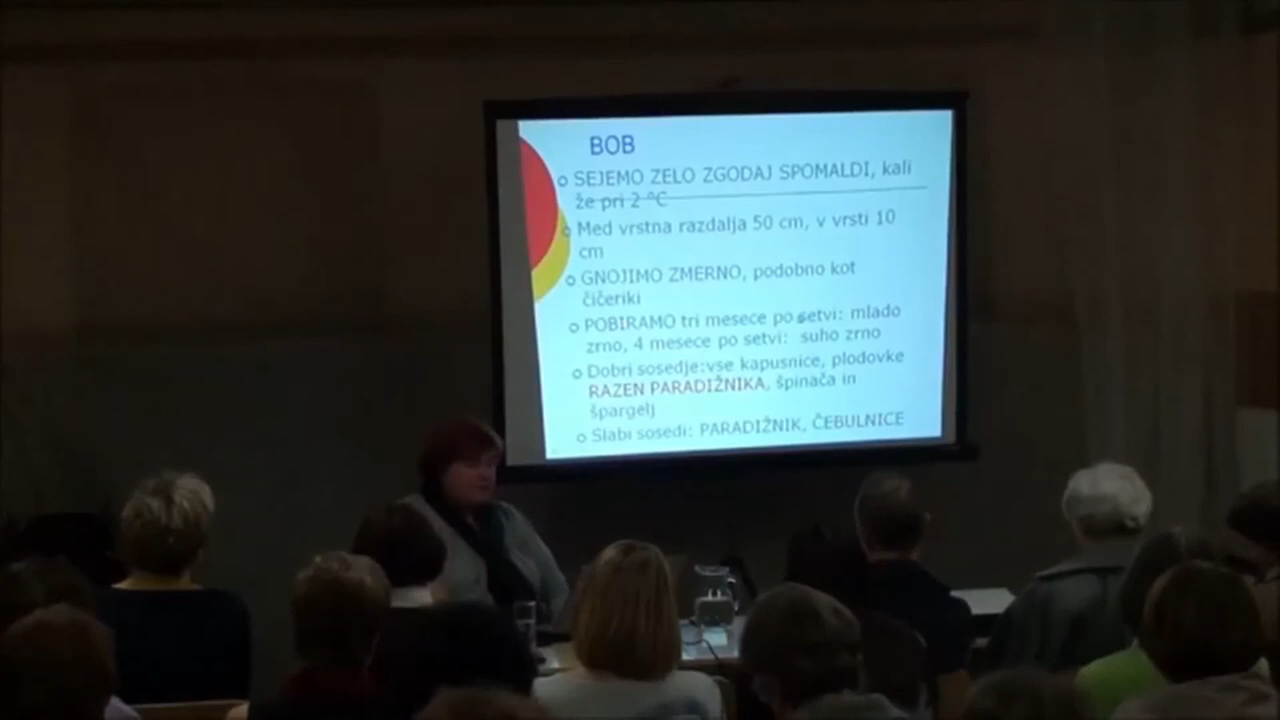 BOB
SEJEMO ZELO ZGODAJ SPOMALDI, kali
že pri 2 °C
Med vrstna razdalja 50 cm, v vrsti 10
cm
GNOJIMO ZMERNO, podobno kot
čičeriki
POBIRAMO tri mesece po setvi: mlado
zrno, 4 mesece po setvi: suho zrno
Dobri sosedje:vse kapusnice, plodovke
RAZEN PARADIŽNIKA, špinača in
špargelj
Slabi sosedi: PARADIŽNIK, ČEBULNICE